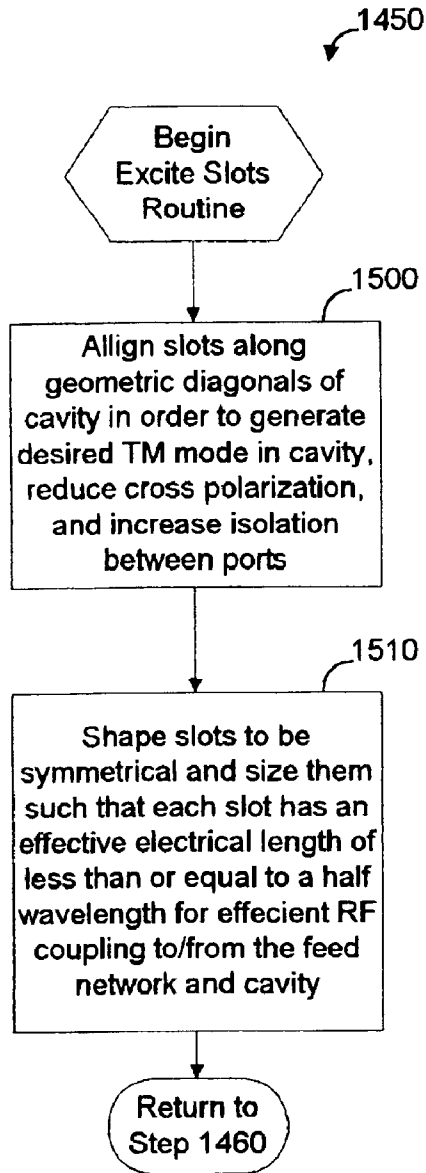 1450
Begin
Excite Slots
Routine
1500
Allign slots along
geometric diagonals of
cavity in order to generate
desired TM mode in cavity,
reduce cross polarization,
and increase isolation
between ports
1510
Shape slots to be
symmetrical and size them
such that each slot has an
effective electrical length of
less than or equal to a half
wavelength for effecient RF
coupling to/from the feed
network and cavity
Return to
Step 1460